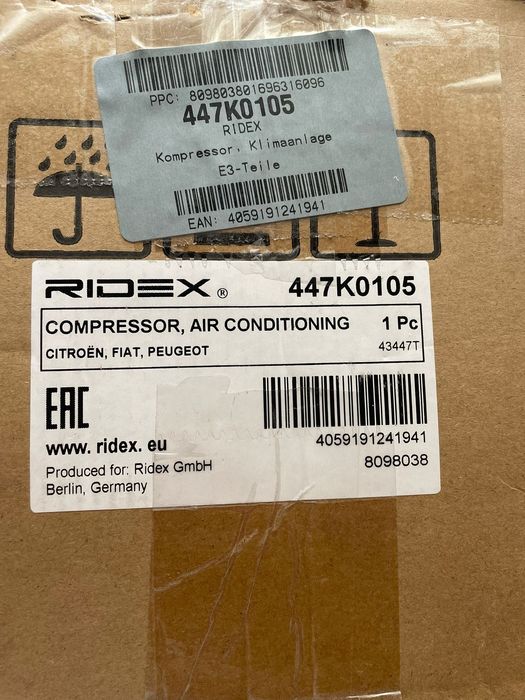 PPC: 809803801696316096
447K0105
RIDEX
Kompressor, Klimaanlage
E3-Teile
EAN: 4059191241941
RIDEX ® 447K0105
COMPRESSOR, AIR CONDITIONING 1 Pc
CITROËN, FIAT, PEUGEOT 43447T
EAC
www. ridex. eu 4059191241941
Produced for: Ridex GmbH 8098038
Berlin, Germany